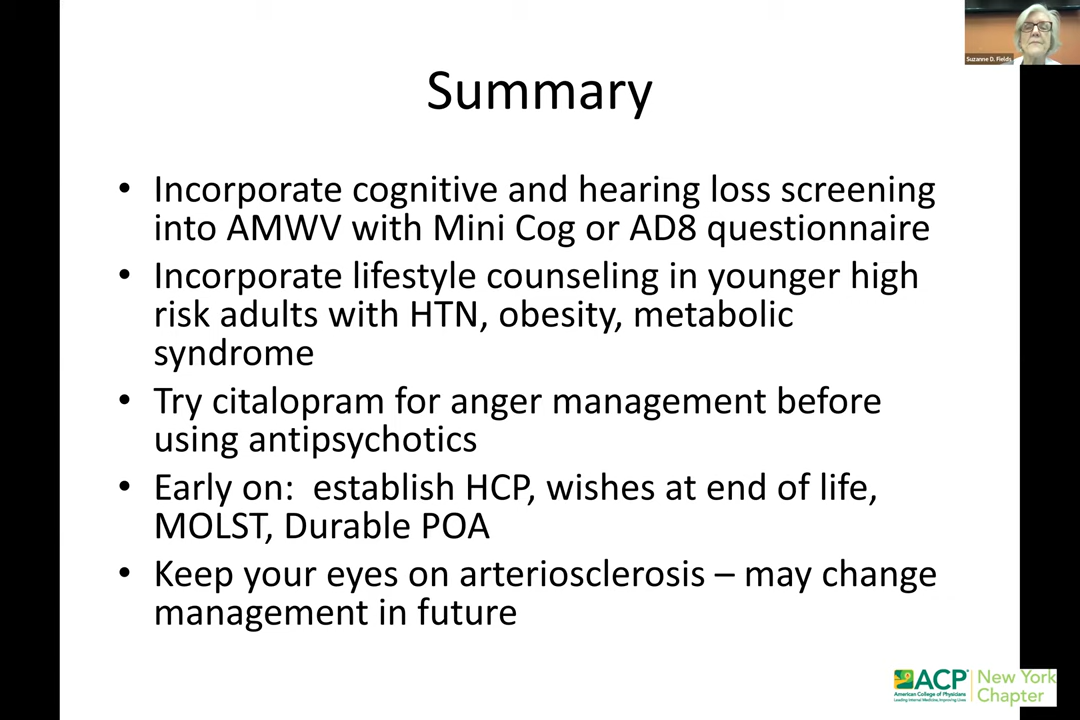 Suzanne D. Fields
Summary
• Incorporate cognitive and hearing loss screening
into AMWV with Mini Cog or AD8 questionnaire
• Incorporate lifestyle counseling in younger high
risk adults with HTN, obesity, metabolic
syndrome
• Try citalopram for anger management before
using antipsychotics
• Early on:  establish HCP, wishes at end of life,
MOLST, Durable POA
• Keep your eyes on arteriosclerosis – may change
management in future
ACP
American College of Physicians
Leading Internal Medicine, Improving Lives
New York
Chapter